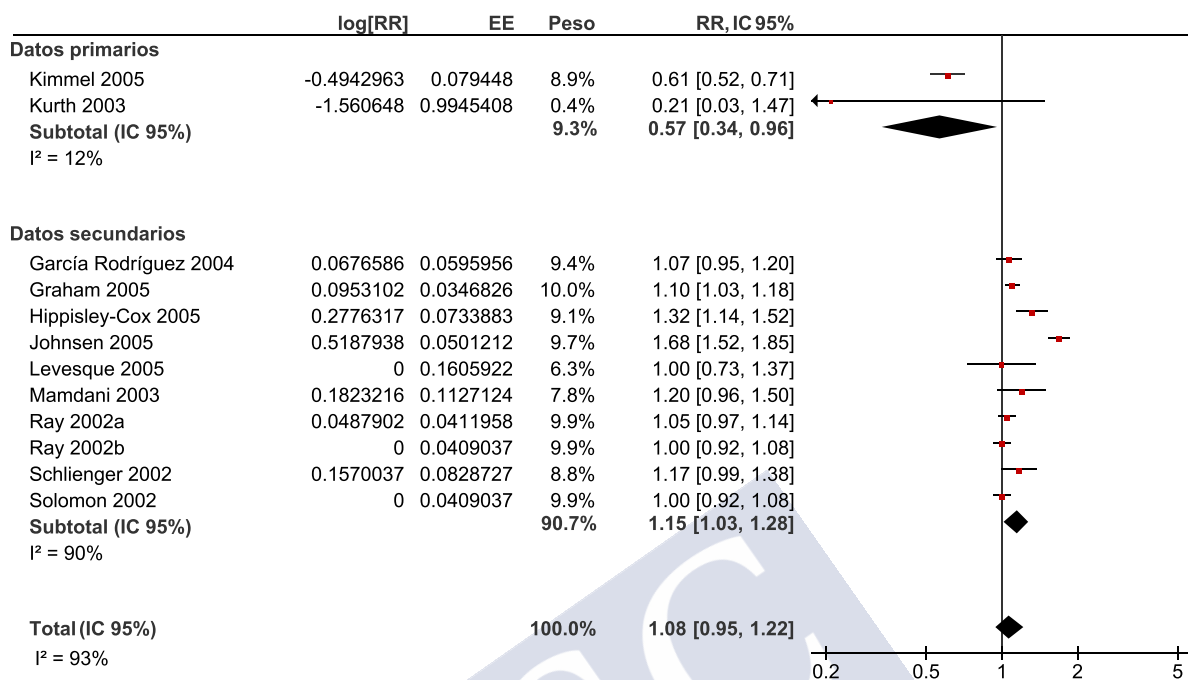 log[RR] EE Peso RR, IC 95%
Datos primarios
Kimmel 2005 -0.4942963 0.079448 8.9% 0.61 [0.52, 0.71]
Kurth 2003 -1.560648 0.9945408 0.4% 0.21 [0.03, 1.47]
Subtotal (IC 95%) 9.3% 0.57 [0.34, 0.96]
I² = 12%
Datos secundarios
García Rodríguez 2004 0.0676586 0.0595956 9.4% 1.07 [0.95, 1.20]
Graham 2005 0.0953102 0.0346826 10.0% 1.10 [1.03, 1.18]
Hippisley-Cox 2005 0.2776317 0.0733883 9.1% 1.32 [1.14, 1.52]
Johnsen 2005 0.5187938 0.0501212 9.7% 1.68 [1.52, 1.85]
Levesque 2005 0 0.1605922 6.3% 1.00 [0.73, 1.37]
Mamdani 2003 0.1823216 0.1127124 7.8% 1.20 [0.96, 1.50]
Ray 2002a 0.0487902 0.0411958 9.9% 1.05 [0.97, 1.14]
Ray 2002b 0 0.0409037 9.9% 1.00 [0.92, 1.08]
Schlienger 2002 0.1570037 0.0828727 8.8% 1.17 [0.99, 1.38]
Solomon 2002 0 0.0409037 9.9% 1.00 [0.92, 1.08]
Subtotal (IC 95%) 90.7% 1.15 [1.03, 1.28]
I² = 90%
Total (IC 95%) 100.0% 1.08 [0.95, 1.22]
I² = 93%
0.2 0.5 1 2 5